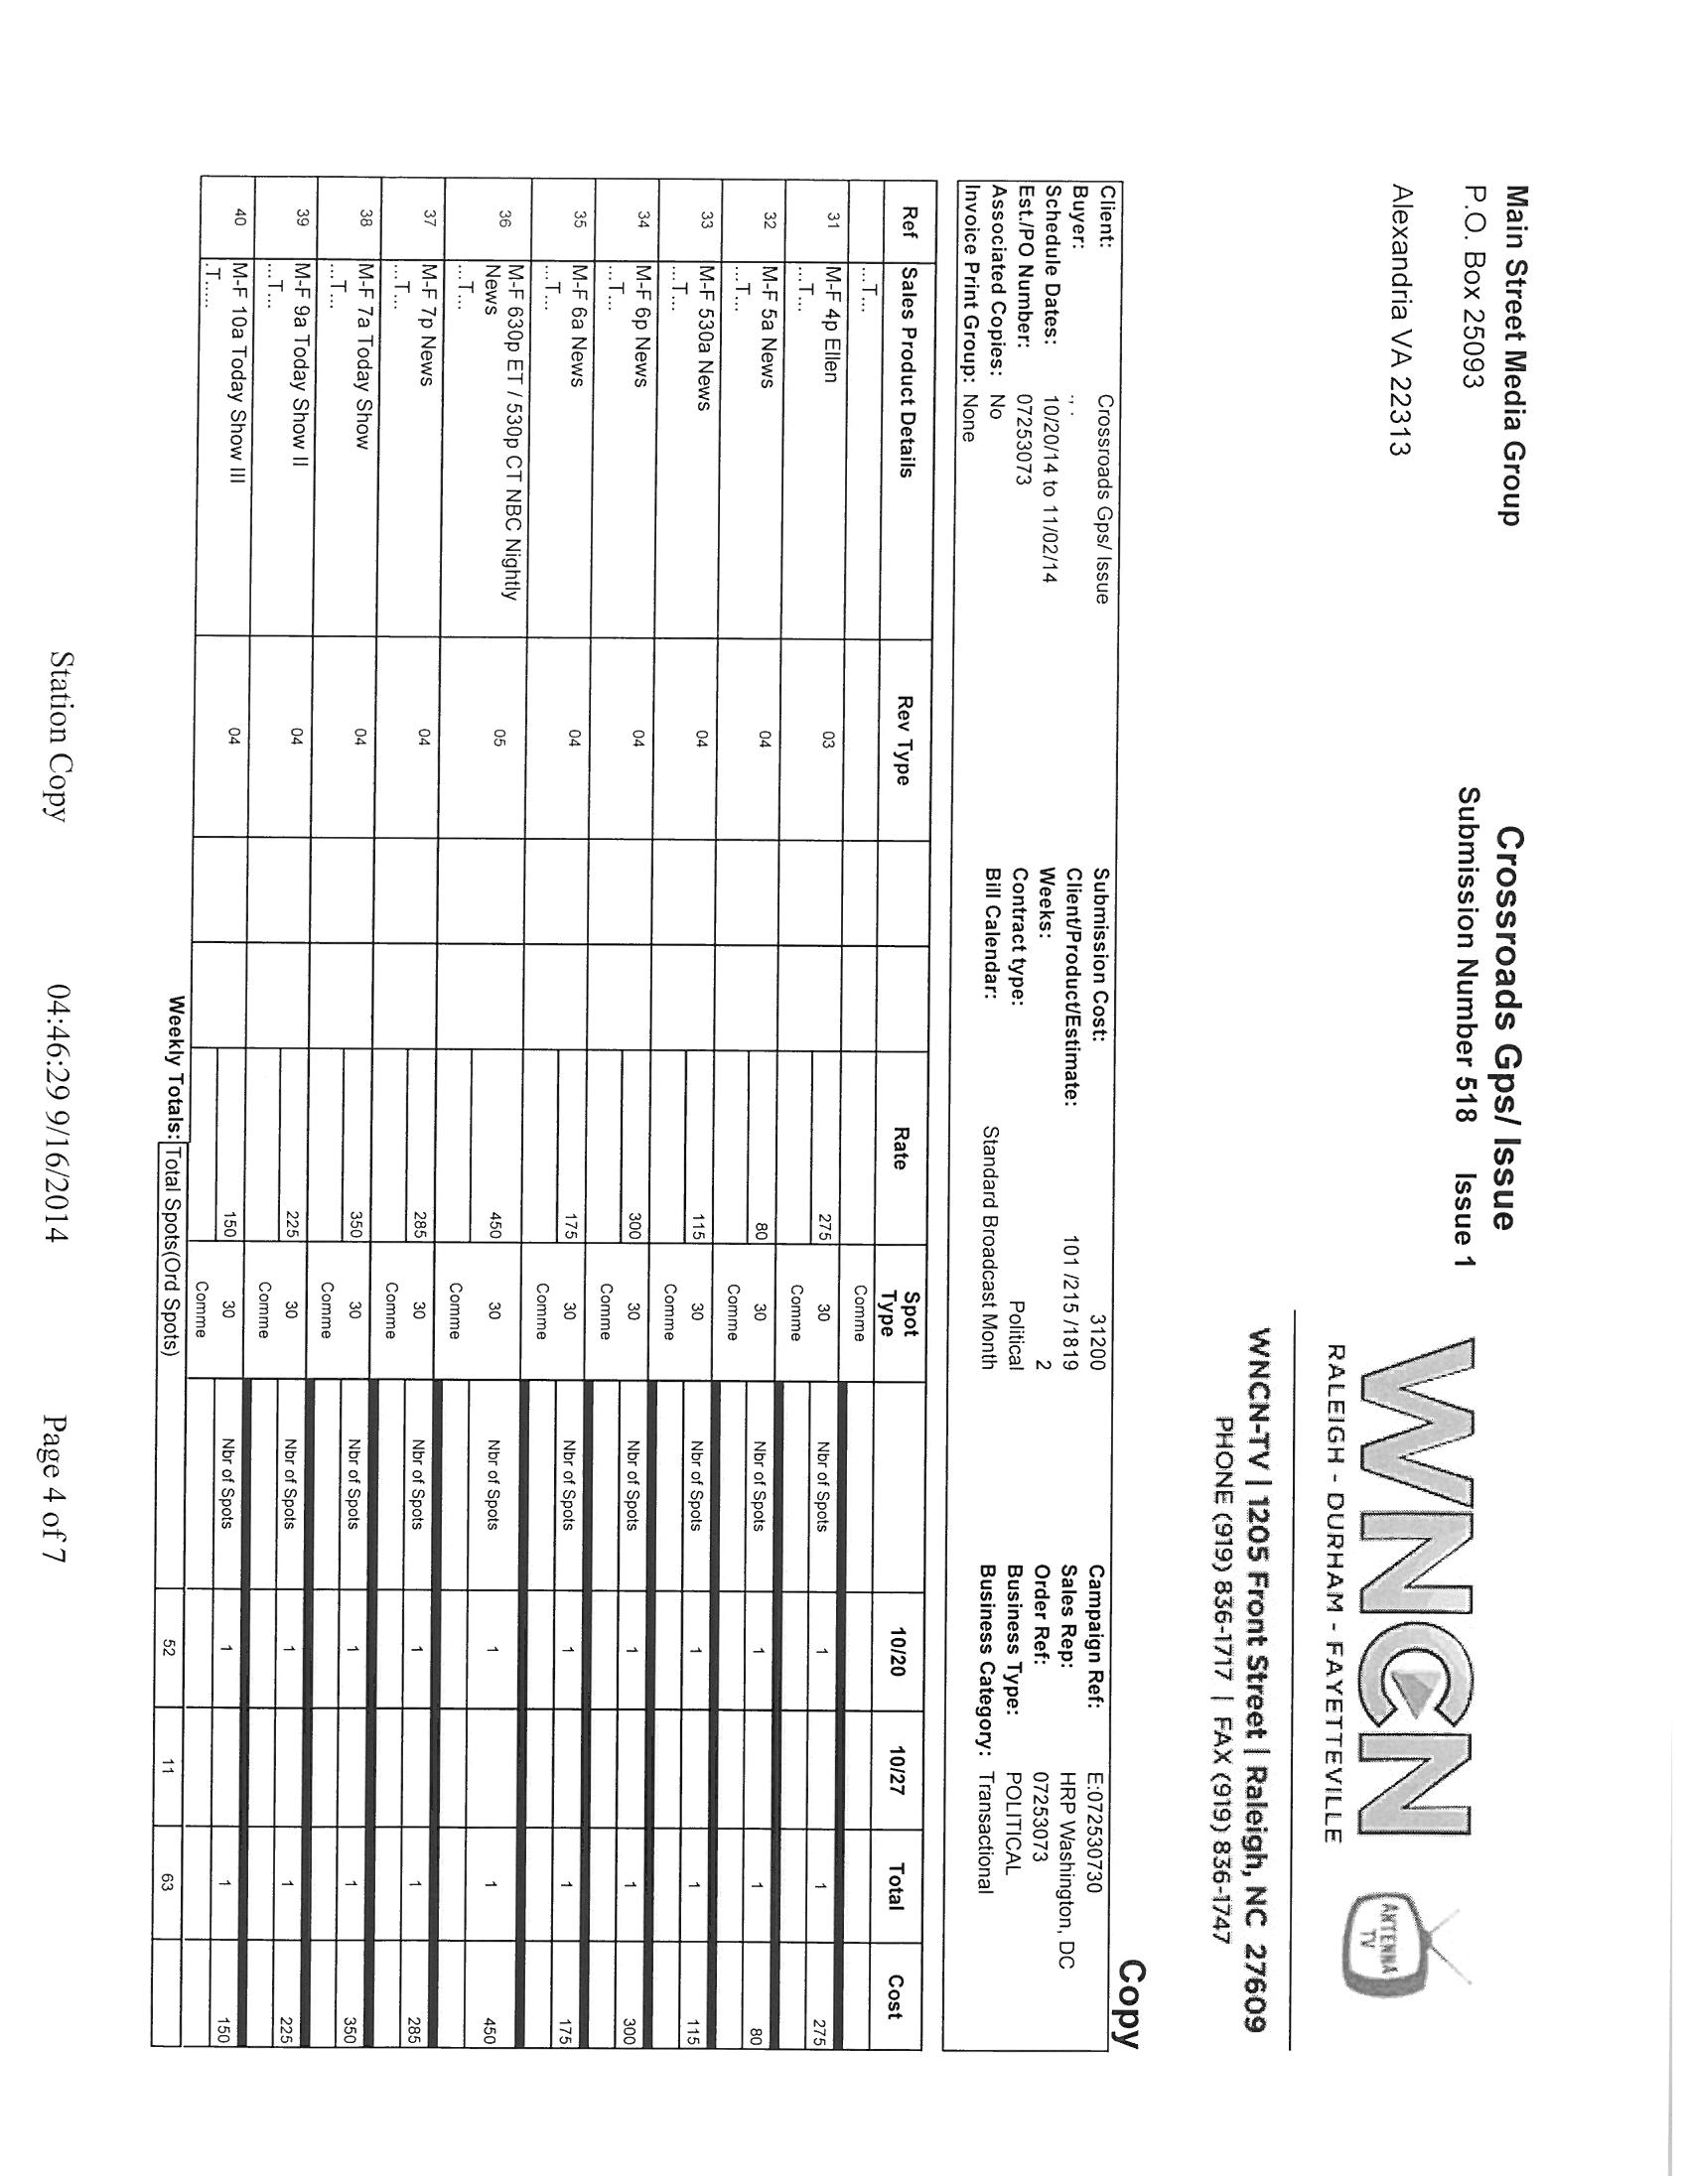 Main Street Media Group
P.O. Box 25093
Alexandria VA 22313
Crossroads Gps/ Issue
Submission Number 518 Issue 1
WNCN
RALEIGH - DURHAM - FAYETTEVILLE
ANTENNA
TV
WNCN-TV | 1205 Front Street | Raleigh, NC 27609
PHONE (919) 836-1717 | FAX (919) 836-1747
Copy
Client: Crossroads Gps/ Issue Submission Cost: 31200 Campaign Ref: E:072530730
Buyer: , . Client/Product/Estimate: 101 /215 /1819 Sales Rep: HRP Washington, DC
Schedule Dates: 10/20/14 to 11/02/14 Weeks: 2 Order Ref: 07253073
Est./PO Number: 07253073 Contract type: Political Business Type: POLITICAL
Associated Copies: No Bill Calendar: Standard Broadcast Month Business Category: Transactional
Invoice Print Group: None
Ref Sales Product Details Rev Type Rate Spot Type 10/20 10/27 Total Cost
...T... Comme
31 M-F 4p Ellen 03 275 30 Nbr of Spots 1 1 275
...T... Comme
32 M-F 5a News 04 80 30 Nbr of Spots 1 1 80
...T... Comme
33 M-F 530a News 04 115 30 Nbr of Spots 1 1 115
...T... Comme
34 M-F 6p News 04 300 30 Nbr of Spots 1 1 300
...T... Comme
35 M-F 6a News 04 175 30 Nbr of Spots 1 1 175
...T... Comme
36 M-F 630p ET / 530p CT NBC Nightly
News 05 450 30 Nbr of Spots 1 1 450
...T... Comme
37 M-F 7p News 04 285 30 Nbr of Spots 1 1 285
...T... Comme
38 M-F 7a Today Show 04 350 30 Nbr of Spots 1 1 350
...T... Comme
39 M-F 9a Today Show II 04 225 30 Nbr of Spots 1 1 225
...T... Comme
40 M-F 10a Today Show III 04 150 30 Nbr of Spots 1 1 150
.T..... Comme
Weekly Totals: Total Spots(Ord Spots) 52 11 63
Station Copy 04:46:29 9/16/2014 Page 4 of 7